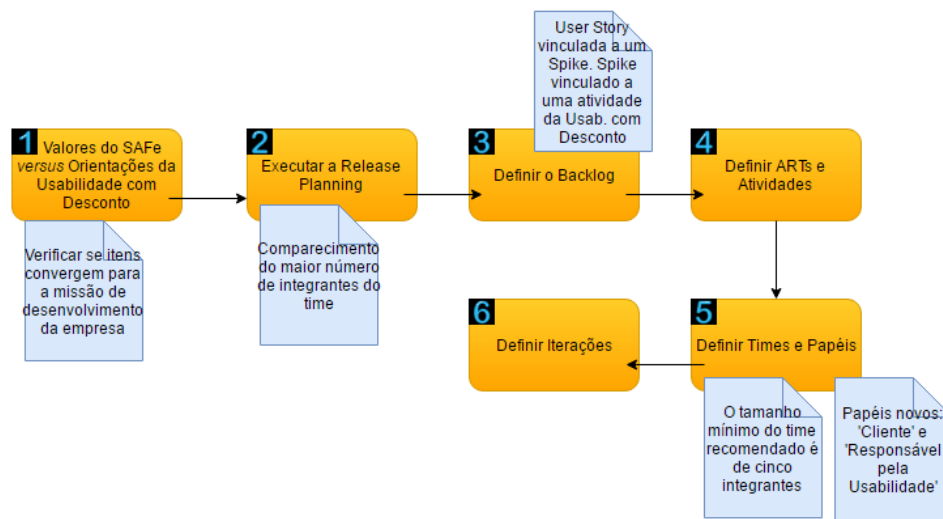 1
Valores do SAFe
versus Orientações da
Usabilidade com
Desconto
Verificar se itens
convergem para
a missão de
desenvolvimento
da empresa
2
Executar a Release
Planning
Comparecimento
do maior número
de integrantes do
time
User Story
vinculada a um
Spike. Spike
vinculado a
uma atividade
da Usab. com
Desconto
3
Definir o Backlog
4
Definir ARTs e
Atividades
5
Definir Times e Papéis
O tamanho
mínimo do time
recomendado é
de cinco
integrantes
Papéis novos:
'Cliente' e
'Responsável
pela
Usabilidade'
6
Definir Iterações